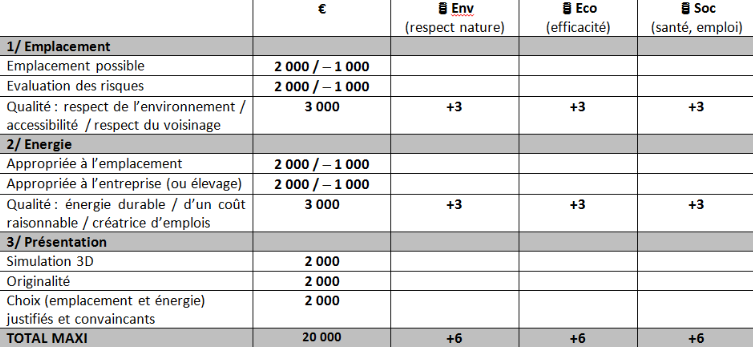 € Env Eco Soc
(respect nature) (efficacité) (santé, emploi)
1/ Emplacement
Emplacement possible 2 000 / – 1 000
Evaluation des risques 2 000 / – 1 000
Qualité : respect de l’environnement / 3 000 +3 +3 +3
accessibilité / respect du voisinage
2/ Energie
Appropriée à l’emplacement 2 000 / – 1 000
Appropriée à l’entreprise (ou élevage) 2 000 / – 1 000
Qualité : énergie durable / d’un coût 3 000 +3 +3 +3
raisonnable / créatrice d’emplois
3/ Présentation
Simulation 3D 2 000
Originalité 2 000
Choix (emplacement et énergie) 2 000
justifiés et convaincants
TOTAL MAXI 20 000 +6 +6 +6